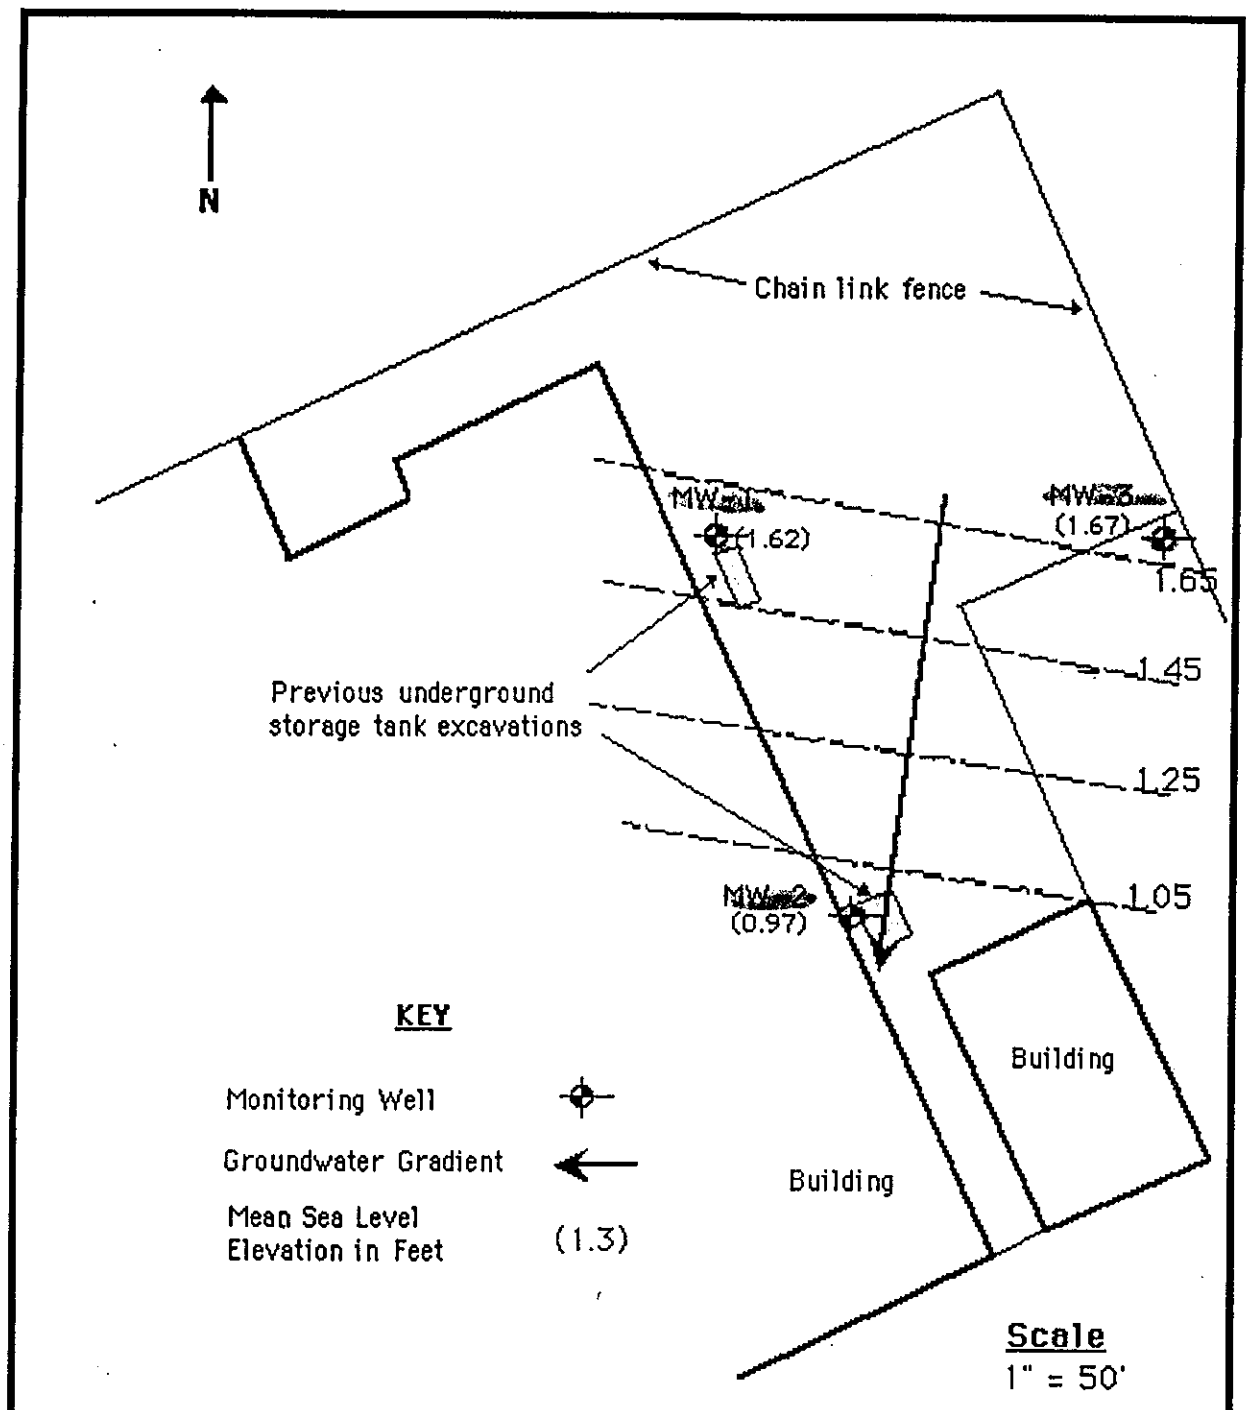 N
Chain link fence
MW-1
(1.62)
MW-3
(1.67)
1.65
1.45
Previous underground
storage tank excavations
1.25
1.05
MW-2
(0.97)
KEY
Monitoring Well
Groundwater Gradient
Mean Sea Level
Elevation in Feet
(1.3)
Building
Building
Scale
1" = 50'